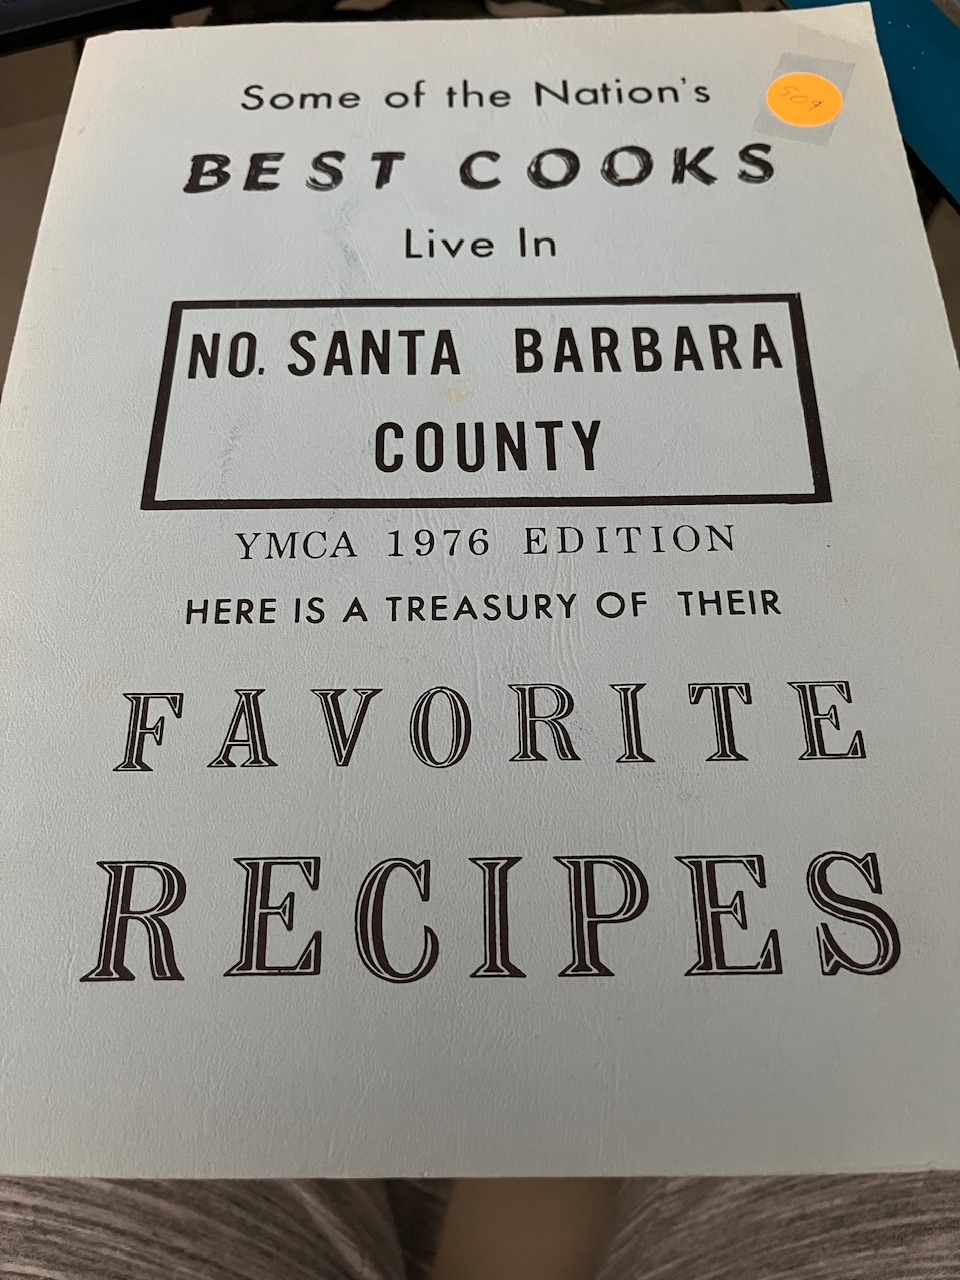 Some of the Nation's
50¢
BEST COOKS
Live In
NO. SANTA BARBARA
COUNTY
YMCA 1976 EDITION
HERE IS A TREASURY OF THEIR
FAVORITE
RECIPES